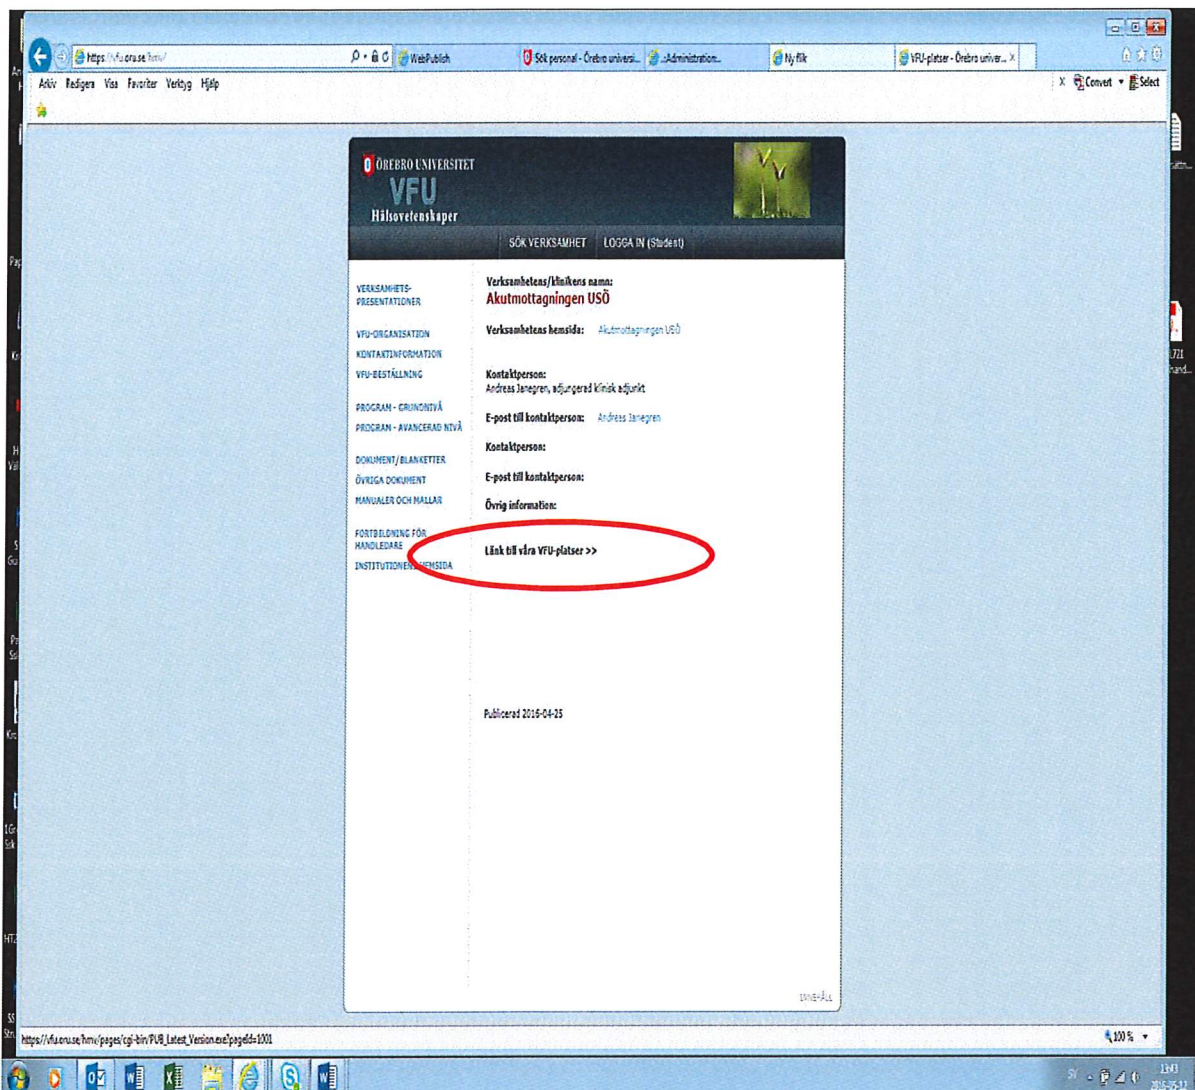 https://vfu.oru.se/hmv/
WebPublish
Sök personal - Örebro universi...
..:Administration...
Ny flik
VFU-platser - Örebro univer... X
Arkiv Redigera Visa Favoriter Verktyg Hjälp
X Convert Select
ÖREBRO UNIVERSITET
VFU
Hälsovetenskaper
SÖK VERKSAMHET LOGGA IN (Student)
VERKSAMHETS-
PRESENTATIONER
VFU-ORGANISATION
KONTAKTINFORMATION
VFU-BESTÄLLNING
PROGRAM - GRUNDNIVÅ
PROGRAM - AVANCERAD NIVÅ
DOKUMENT/BLANKETTER
ÖVRIGA DOKUMENT
MANUALER OCH MALLAR
FORTBILDNING FÖR
HANDLEDARE
INSTITUTIONENS HEMSIDA
Verksamhetens/klinikens namn:
Akutmottagningen USÖ
Verksamhetens hemsida: Akutmottagningen USÖ
Kontaktperson:
Andreas Janegren, adjungerad klinisk adjunkt
E-post till kontaktperson: Andreas Janegren
Kontaktperson:
E-post till kontaktperson:
Övrig information:
Länk till våra VFU-platser >>
Publicerad 2016-04-25
INNEHÅLL
https://vfu.oru.se/hmv/pages/cgi-bin/PUB_Latest_Version.exe?pageId=1001
100 %
SV